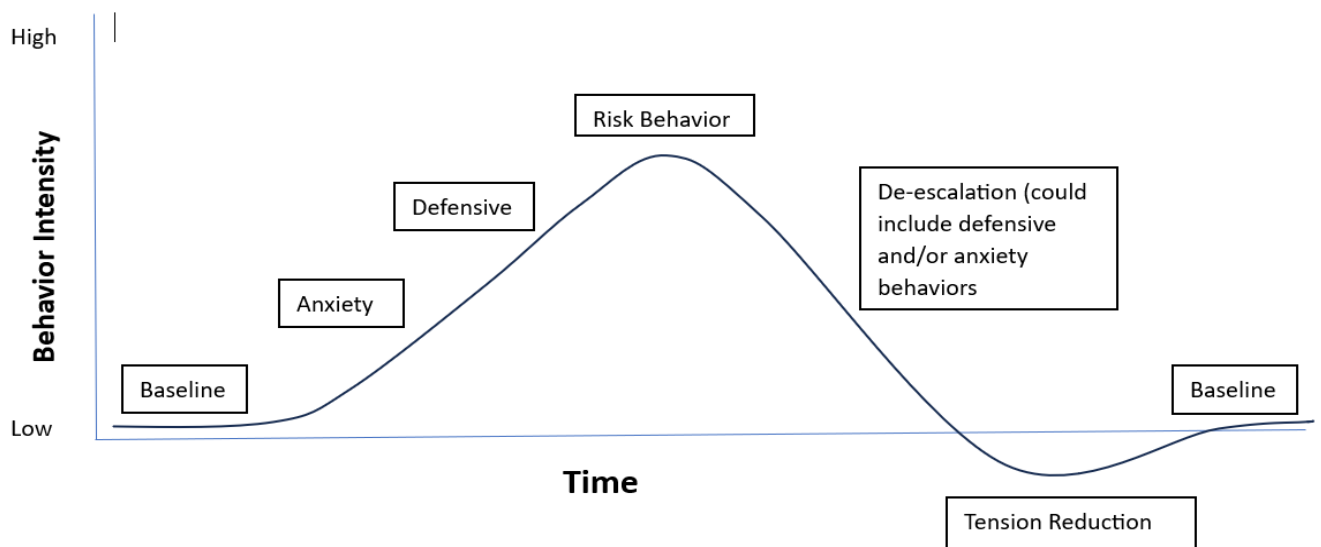 High
Risk Behavior
De-escalation (could
include defensive
and/or anxiety
behaviors
Defensive
Behavior Intensity
Anxiety
Baseline
Baseline
Low
Time
Tension Reduction